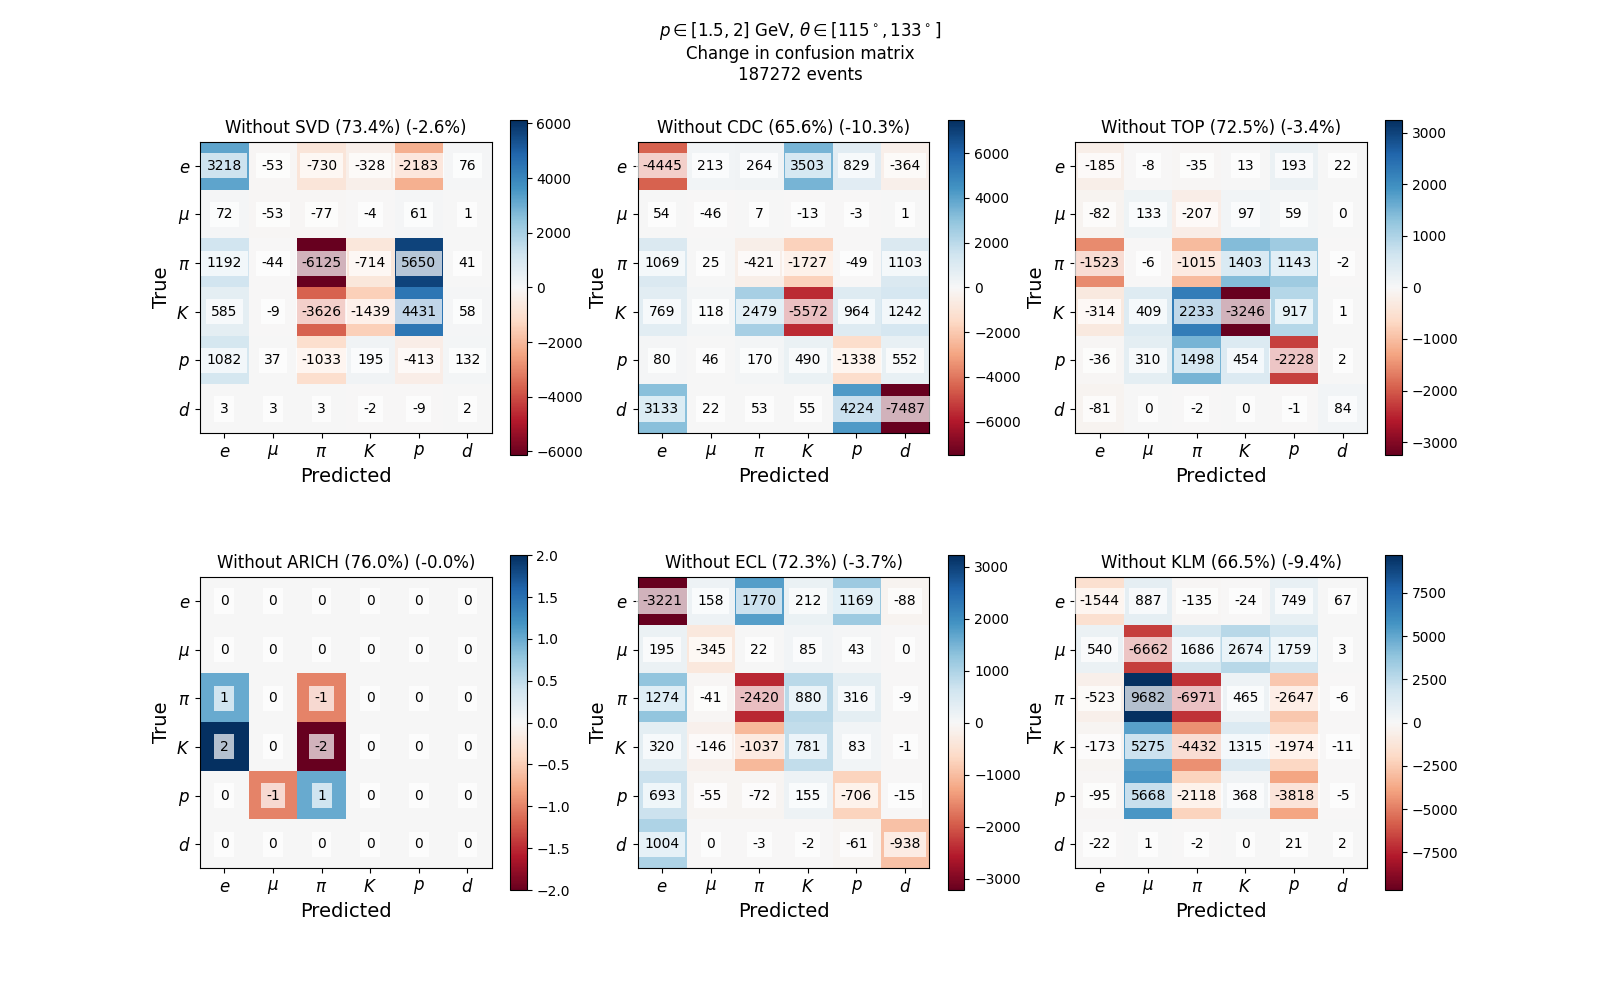 p ∈ [1.5, 2] GeV, θ ∈ [115°, 133°]
Change in confusion matrix
187272 events
Without SVD (73.4%) (-2.6%)
e 3218 -53 -730 -328 -2183 76
μ 72 -53 -77 -4 61 1
π 1192 -44 -6125 -714 5650 41
K 585 -9 -3626 -1439 4431 58
p 1082 37 -1033 195 -413 132
d 3 3 3 -2 -9 2
e μ π K p d
Predicted
True
6000
4000
2000
0
−2000
−4000
−6000
Without CDC (65.6%) (-10.3%)
e -4445 213 264 3503 829 -364
μ 54 -46 7 -13 -3 1
π 1069 25 -421 -1727 -49 1103
K 769 118 2479 -5572 964 1242
p 80 46 170 490 -1338 552
d 3133 22 53 55 4224 -7487
e μ π K p d
Predicted
True
6000
4000
2000
0
−2000
−4000
−6000
Without TOP (72.5%) (-3.4%)
e -185 -8 -35 13 193 22
μ -82 133 -207 97 59 0
π -1523 -6 -1015 1403 1143 -2
K -314 409 2233 -3246 917 1
p -36 310 1498 454 -2228 2
d -81 0 -2 0 -1 84
e μ π K p d
Predicted
True
3000
2000
1000
0
−1000
−2000
−3000
Without ARICH (76.0%) (-0.0%)
e 0 0 0 0 0 0
μ 0 0 0 0 0 0
π 1 0 -1 0 0 0
K 2 0 -2 0 0 0
p 0 -1 1 0 0 0
d 0 0 0 0 0 0
e μ π K p d
Predicted
True
2.0
1.5
1.0
0.5
0.0
−0.5
−1.0
−1.5
−2.0
Without ECL (72.3%) (-3.7%)
e -3221 158 1770 212 1169 -88
μ 195 -345 22 85 43 0
π 1274 -41 -2420 880 316 -9
K 320 -146 -1037 781 83 -1
p 693 -55 -72 155 -706 -15
d 1004 0 -3 -2 -61 -938
e μ π K p d
Predicted
True
3000
2000
1000
0
−1000
−2000
−3000
Without KLM (66.5%) (-9.4%)
e -1544 887 -135 -24 749 67
μ 540 -6662 1686 2674 1759 3
π -523 9682 -6971 465 -2647 -6
K -173 5275 -4432 1315 -1974 -11
p -95 5668 -2118 368 -3818 -5
d -22 1 -2 0 21 2
e μ π K p d
Predicted
True
7500
5000
2500
0
−2500
−5000
−7500